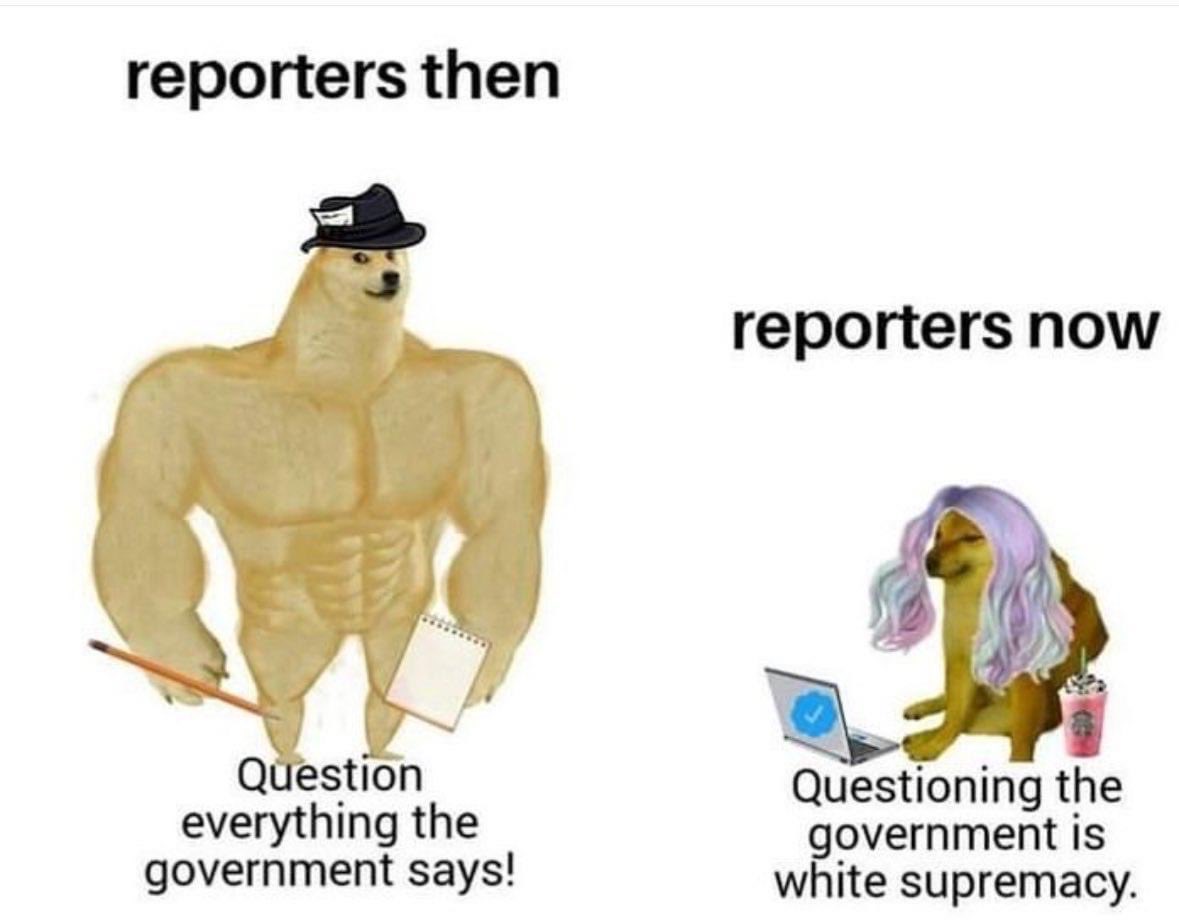 reporters then
reporters now
Question
everything the
government says!
Questioning the
government is
white supremacy.